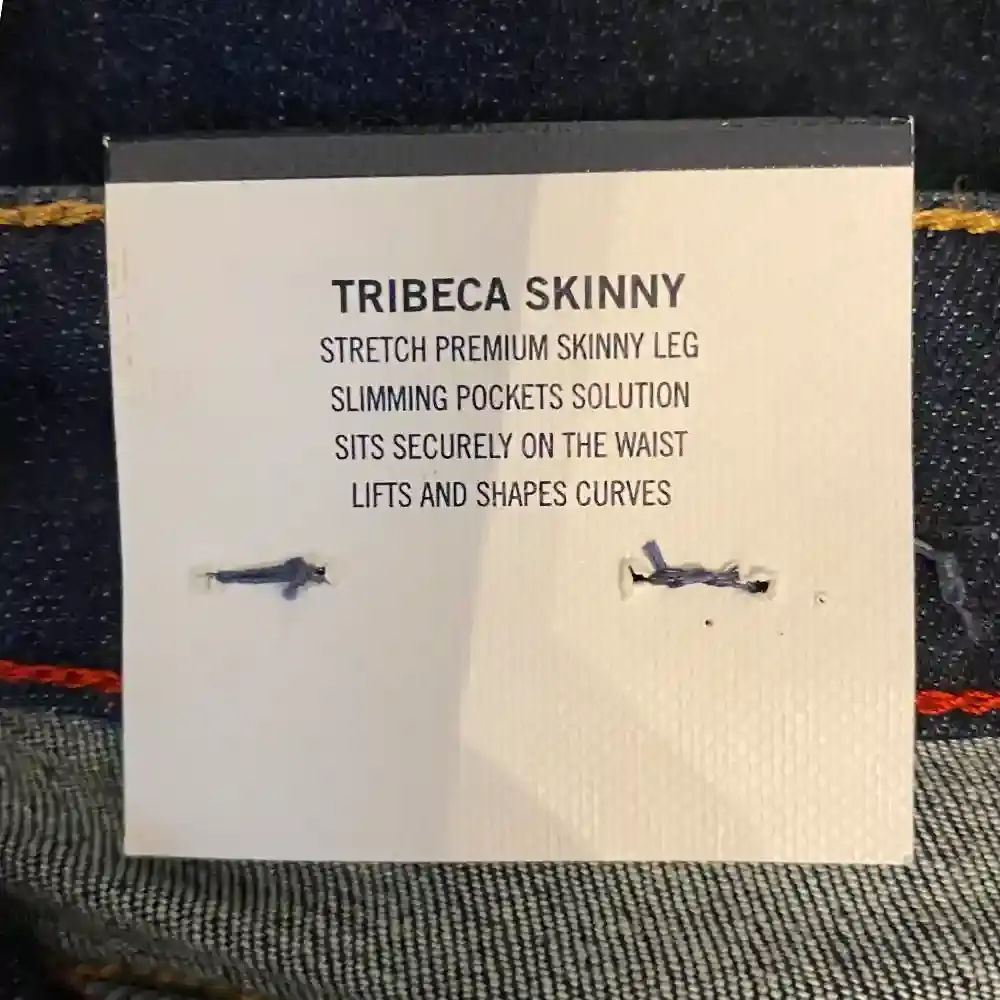 TRIBECA SKINNY
STRETCH PREMIUM SKINNY LEG
SLIMMING POCKETS SOLUTION
SITS SECURELY ON THE WAIST
LIFTS AND SHAPES CURVES